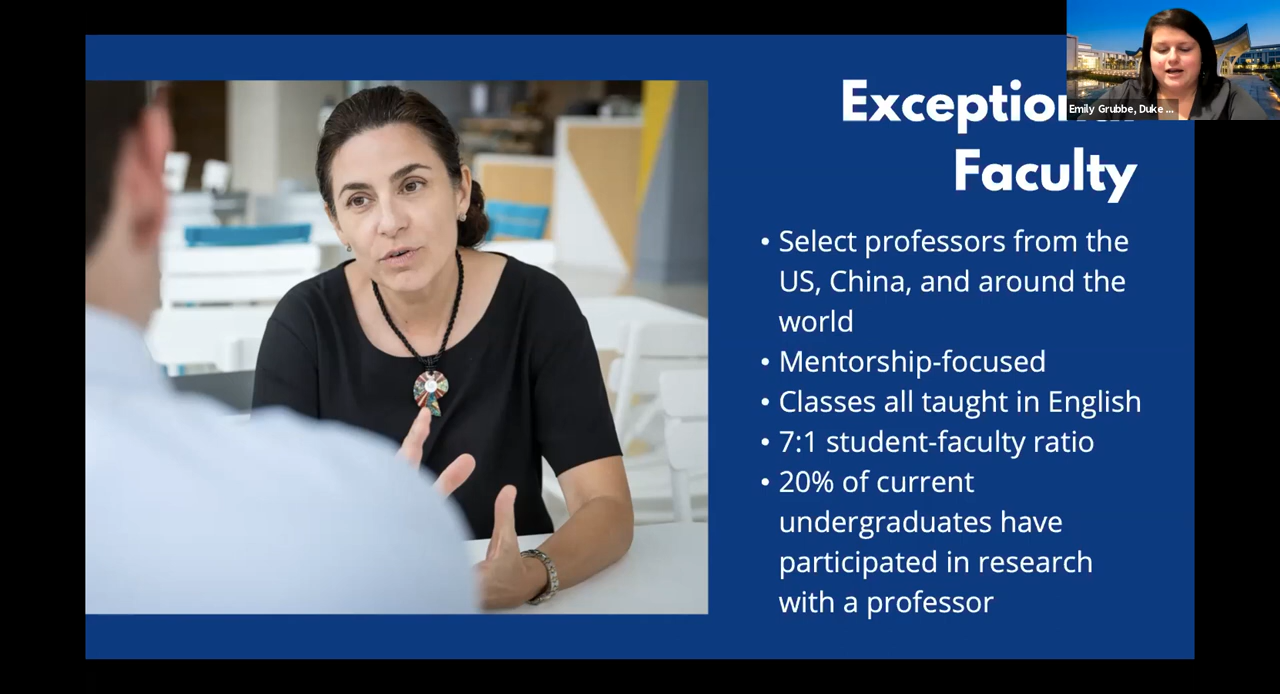 Faculty
• Select professors from the
US, China, and around the
world
• Mentorship-focused
• Classes all taught in English
• 7:1 student-faculty ratio
• 20% of current
undergraduates have
participated in research
with a professor
Emily Grubbe, Duke ...